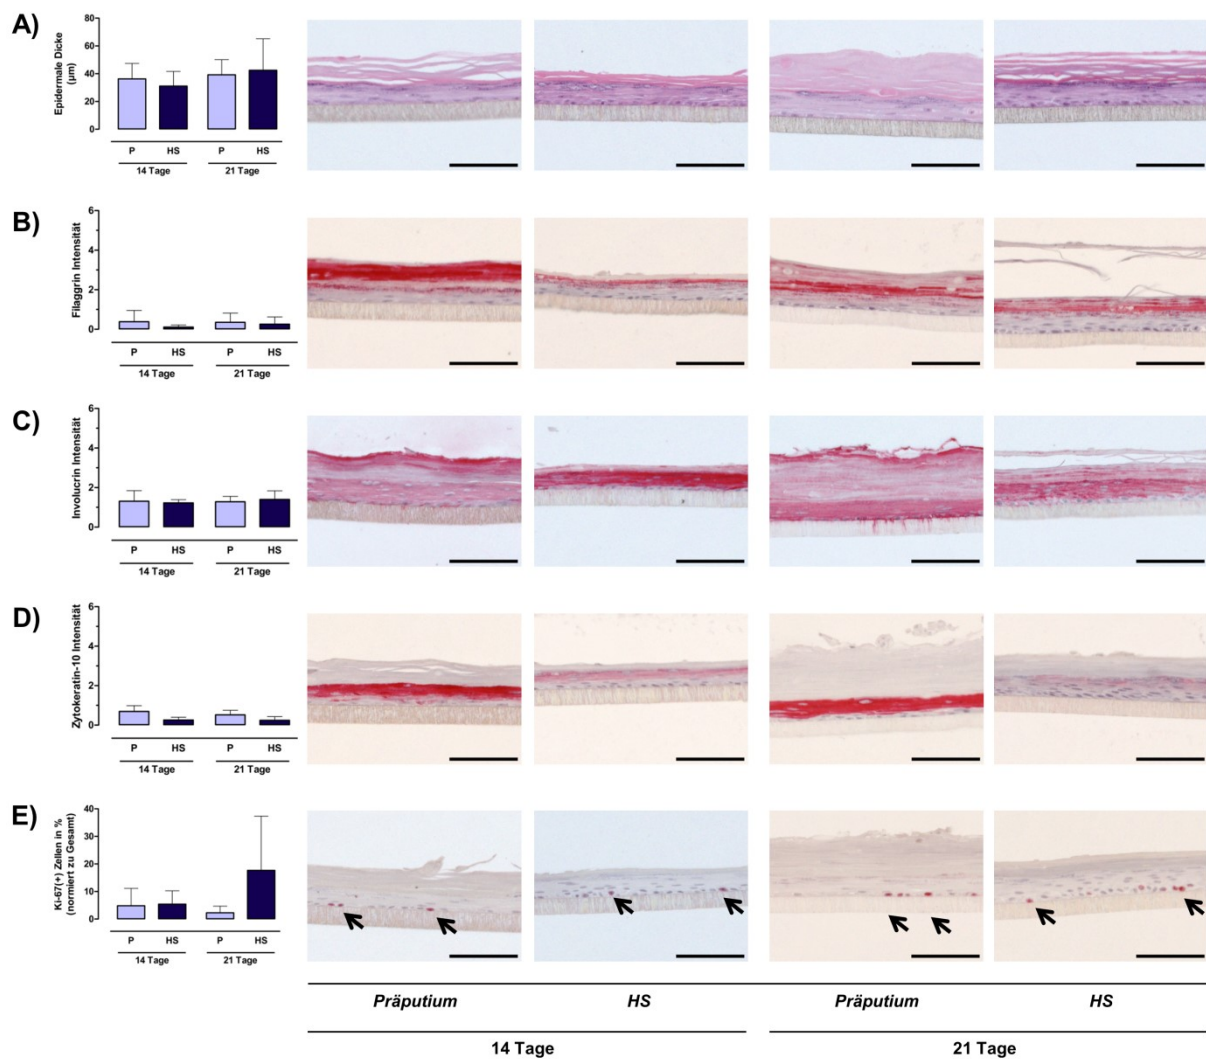 A)
Epidermale Dicke
(µm)
80
60
40
20
0
P HS P HS
14 Tage 21 Tage
B)
Filaggrin Intensität
6
4
2
0
P HS P HS
14 Tage 21 Tage
C)
Involucrin Intensität
6
4
2
0
P HS P HS
14 Tage 21 Tage
D)
Zytokeratin-10 Intensität
6
4
2
0
P HS P HS
14 Tage 21 Tage
E)
Ki-67(+) Zellen in %
(normiert zu Gesamt)
40
30
20
10
0
P HS P HS
14 Tage 21 Tage
Präputium HS Präputium HS
14 Tage 21 Tage